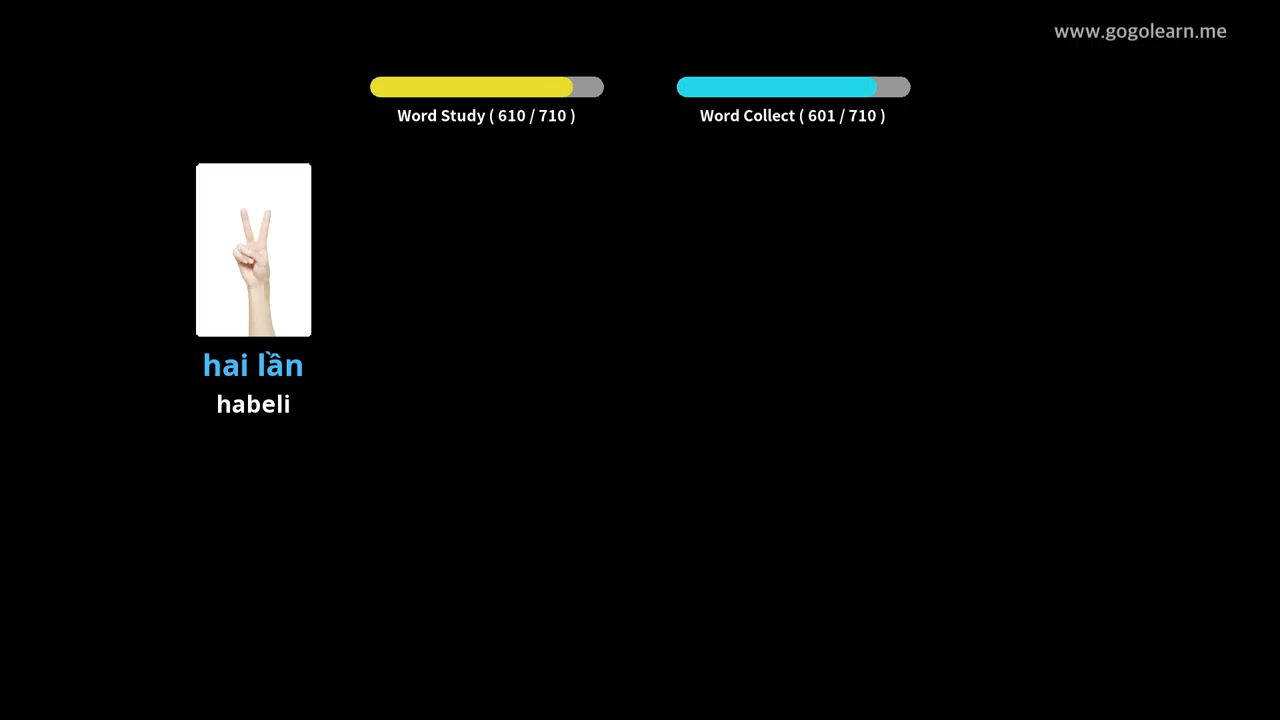 www.gogolearn.me
Word Study ( 610 / 710 )
Word Collect ( 601 / 710 )
hai lần
habeli